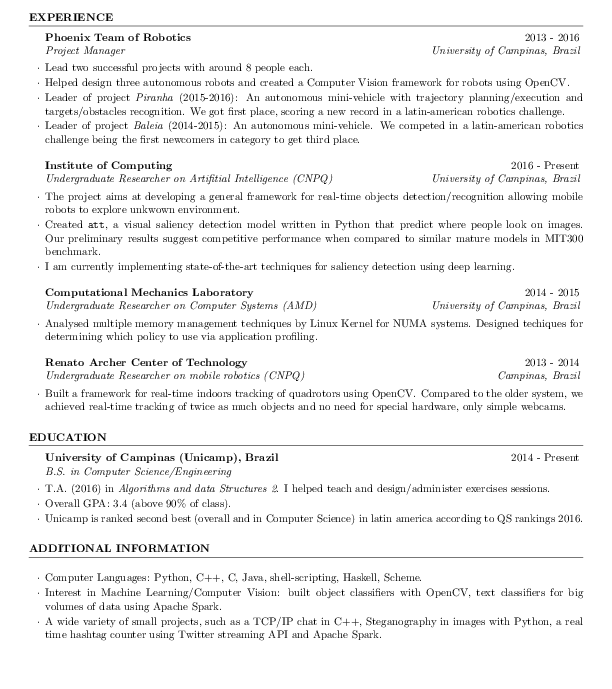 EXPERIENCE
Phoenix Team of Robotics 2013 - 2016
Project Manager University of Campinas, Brazil
· Lead two successful projects with around 8 people each.
· Helped design three autonomous robots and created a Computer Vision framework for robots using OpenCV.
· Leader of project Piranha (2015-2016): An autonomous mini-vehicle with trajectory planning/execution and
targets/obstacles recognition. We got first place, scoring a new record in a latin-american robotics challenge.
· Leader of project Baleia (2014-2015): An autonomous mini-vehicle. We competed in a latin-american robotics
challenge being the first newcomers in category to get third place.
Institute of Computing 2016 - Present
Undergraduate Researcher on Artifitial Intelligence (CNPQ) University of Campinas, Brazil
· The project aims at developing a general framework for real-time objects detection/recognition allowing mobile
robots to explore unkwown environment.
· Created att, a visual saliency detection model written in Python that predict where people look on images.
Our preliminary results suggest competitive performance when compared to similar mature models in MIT300
benchmark.
· I am currently implementing state-of-the-art techniques for saliency detection using deep learning.
Computational Mechanics Laboratory 2014 - 2015
Undergraduate Researcher on Computer Systems (AMD) University of Campinas, Brazil
· Analysed multiple memory management techniques by Linux Kernel for NUMA systems. Designed techiques for
determining which policy to use via application profiling.
Renato Archer Center of Technology 2013 - 2014
Undergraduate Researcher on mobile robotics (CNPQ) Campinas, Brazil
· Built a framework for real-time indoors tracking of quadrotors using OpenCV. Compared to the older system, we
achieved real-time tracking of twice as much objects and no need for special hardware, only simple webcams.
EDUCATION
University of Campinas (Unicamp), Brazil 2014 - Present
B.S. in Computer Science/Engineering
· T.A. (2016) in Algorithms and data Structures 2. I helped teach and design/administer exercises sessions.
· Overall GPA: 3.4 (above 90% of class).
· Unicamp is ranked second best (overall and in Computer Science) in latin america according to QS rankings 2016.
ADDITIONAL INFORMATION
· Computer Languages: Python, C++, C, Java, shell-scripting, Haskell, Scheme.
· Interest in Machine Learning/Computer Vision: built object classifiers with OpenCV, text classifiers for big
volumes of data using Apache Spark.
· A wide variety of small projects, such as a TCP/IP chat in C++, Steganography in images with Python, a real
time hashtag counter using Twitter streaming API and Apache Spark.